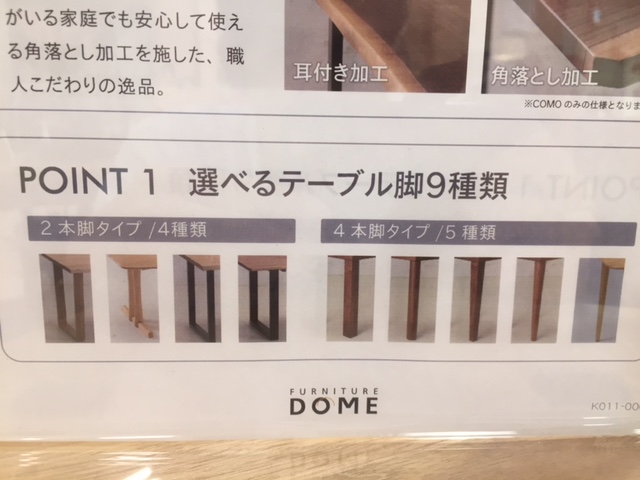 がいる家庭でも安心して使え
る角落とし加工を施した、職
人こだわりの逸品。
耳付き加工
角落とし加工
※COMOのみの仕様となりま
POINT 1 選べるテーブル脚9種類
2本脚タイプ/4種類
4本脚タイプ/5種類
FURNITURE
DOME
K011-00